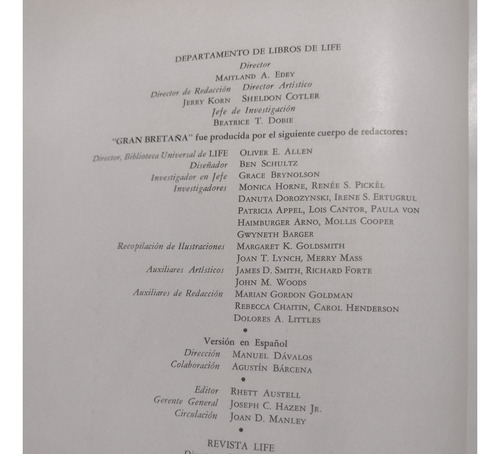 DEPARTAMENTO DE LIBROS DE LIFE
Director
MAITLAND A. EDEY
Director de Redacción Director Artístico
JERRY KORN SHELDON COTLER
Jefe de Investigación
BEATRICE T. DOBIE
"GRAN BRETAÑA" fue producida por el siguiente cuerpo de redactores:
Director, Biblioteca Universal de LIFE OLIVER E. ALLEN
Diseñador BEN SCHULTZ
Investigador en Jefe GRACE BRYNOLSON
Investigadores MONICA HORNE, RENÉE S. PICKÈL
DANUTA DOROZYNSKI, IRENE S. ERTUGRUL
PATRICIA APPEL, LOIS CANTOR, PAULA VON
HAIMBURGER ARNO, MOLLIS COOPER
GWYNETH BARGER
Recopilación de Ilustraciones MARGARET K. GOLDSMITH
JOAN T. LYNCH, MERRY MASS
Auxiliares Artísticos JAMES D. SMITH, RICHARD FORTE
JOHN M. WOODS
Auxiliares de Redacción MARIAN GORDON GOLDMAN
REBECCA CHAITIN, CAROL HENDERSON
DOLORES A. LITTLES
•
Versión en Español
Dirección MANUEL DÁVALOS
Colaboración AGUSTÍN BÁRCENA
•
Editor RHETT AUSTELL
Gerente General JOSEPH C. HAZEN JR.
Circulación JOAN D. MANLEY
•
REVISTA LIFE